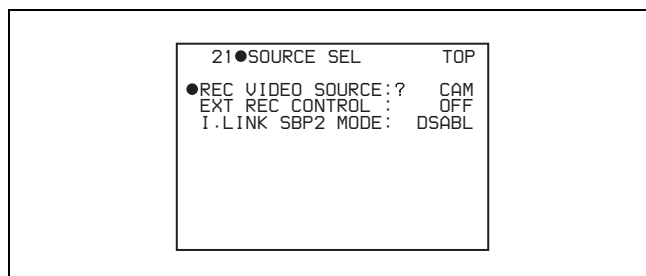 21●SOURCE SEL TOP
●REC VIDEO SOURCE:? CAM
EXT REC CONTROL : OFF
I.LINK SBP2 MODE: DSABL